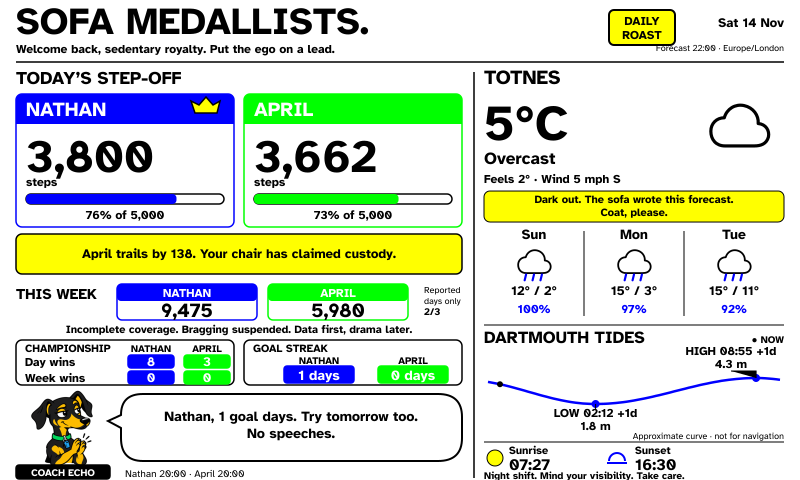 SOFA MEDALLISTS.
Welcome back, sedentary royalty. Put the ego on a lead.
DAILY
ROAST
Sat 14 Nov
Forecast 22:00 · Europe/London
TODAY’S STEP-OFF
NATHAN
3,800
steps
76% of 5,000
APRIL
3,662
steps
73% of 5,000
April trails by 138. Your chair has claimed custody.
THIS WEEK
NATHAN
9,475
APRIL
5,980
Reported
days only
2/3
Incomplete coverage. Bragging suspended. Data first, drama later.
CHAMPIONSHIP NATHAN APRIL
Day wins 8 3
Week wins 0 0
GOAL STREAK
NATHAN APRIL
1 days 0 days
Nathan, 1 goal days. Try tomorrow too.
No speeches.
COACH ECHO
Nathan 20:00 · April 20:00
TOTNES
5°C
Overcast
Feels 2° · Wind 5 mph S
Dark out. The sofa wrote this forecast.
Coat, please.
Sun Mon Tue
12° / 2° 15° / 3° 15° / 11°
100% 97% 92%
DARTMOUTH TIDES
• NOW
HIGH 08:55 +1d
4.3 m
LOW 02:12 +1d
1.8 m
Approximate curve · not for navigation
Sunrise
07:27
Sunset
16:30
Night shift. Mind your visibility. Take care.